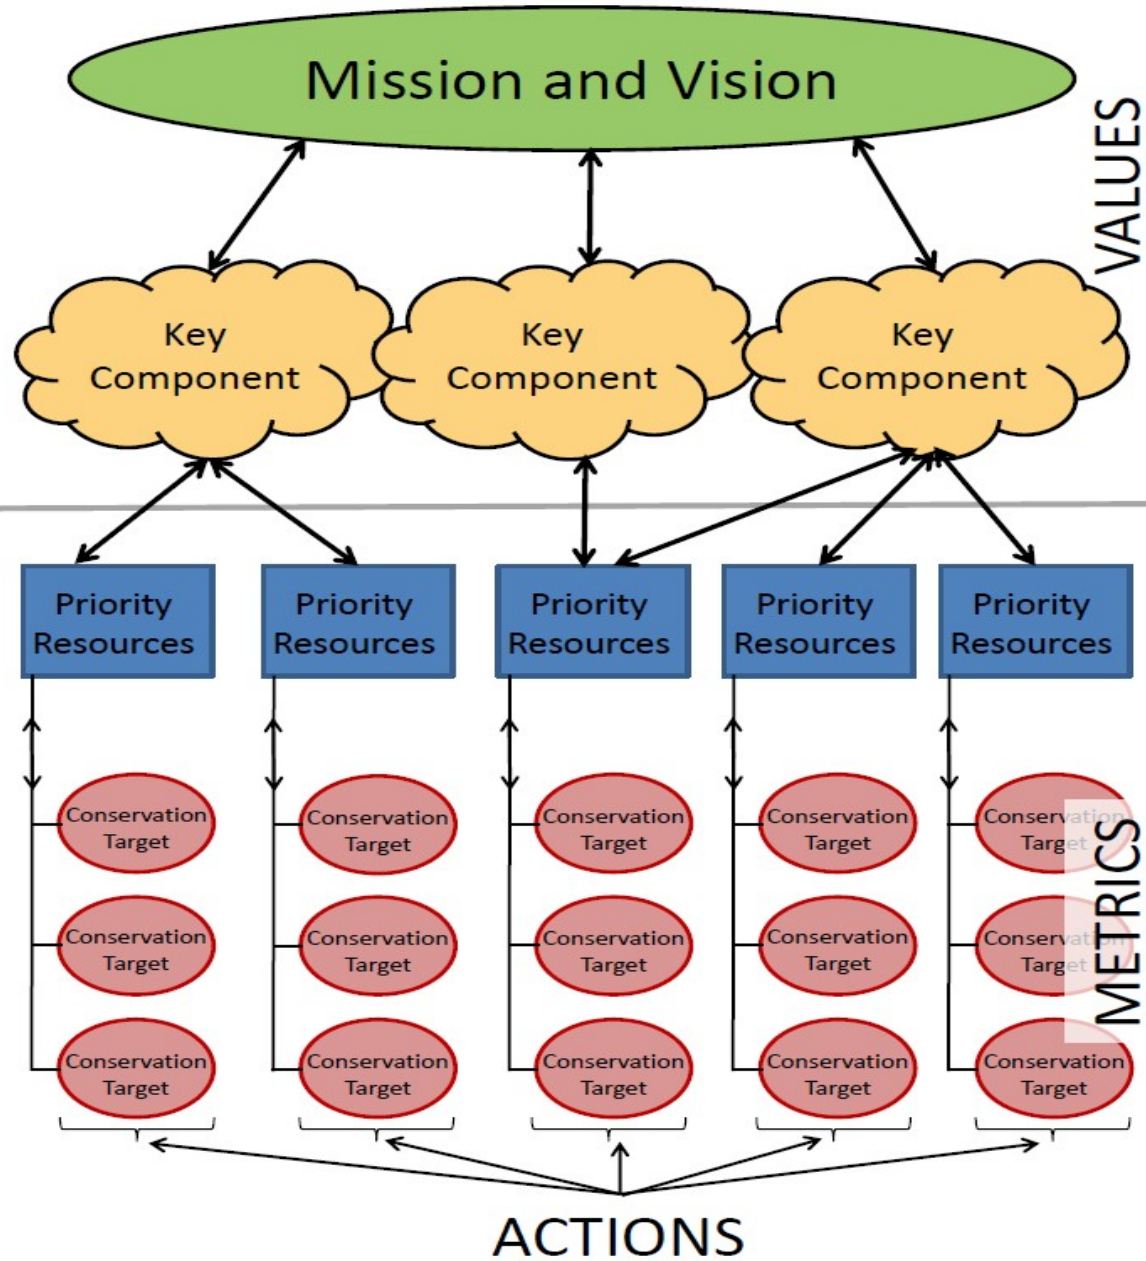 Mission and Vision
VALUES
Key
Component
Key
Component
Key
Component
Priority
Resources
Priority
Resources
Priority
Resources
Priority
Resources
Priority
Resources
Conservation
Target
Conservation
Target
Conservation
Target
Conservation
Target
Conservation
Target
Conservation
Target
Conservation
Target
Conservation
Target
Conservation
Target
Conservation
Target
METRICS
Conservation
Target
Conservation
Target
Conservation
Target
Conservation
Target
Conservation
Target
ACTIONS